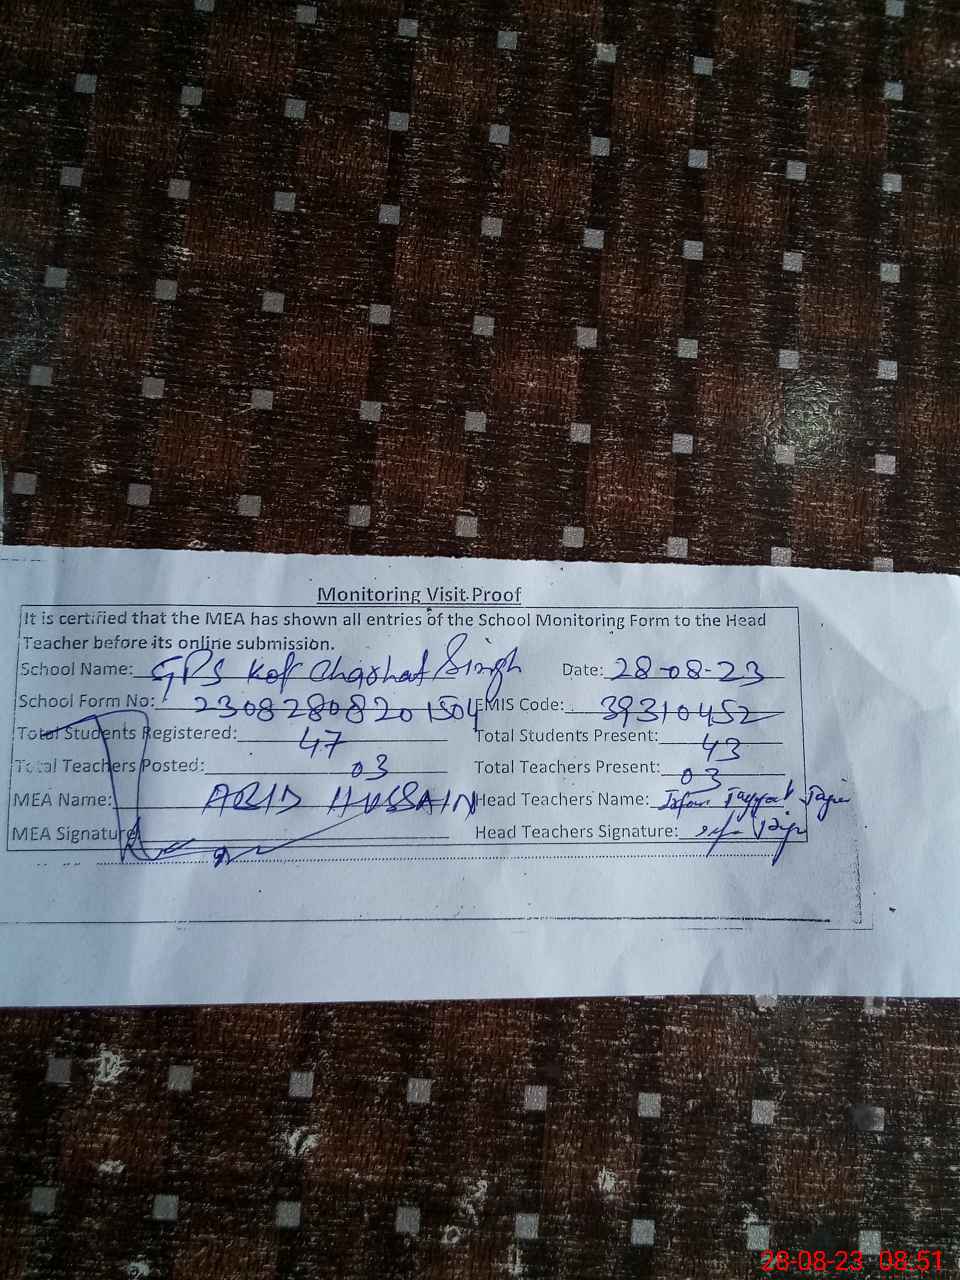 Monitoring Visit Proof
It is certified that the MEA has shown all entries of the School Monitoring Form to the Head
Teacher before its online submission.
School Name: GPS Kot Charhat Singh Date: 28-08-23
School Form No: 23082808201504 EMIS Code: 39310452
Total Students Registered: 47 Total Students Present: 43
Total Teachers Posted: 03 Total Teachers Present: 03
MEA Name: ABID HUSSAIN Head Teachers Name:
MEA Signature Head Teachers Signature:
28-08-23 08:51